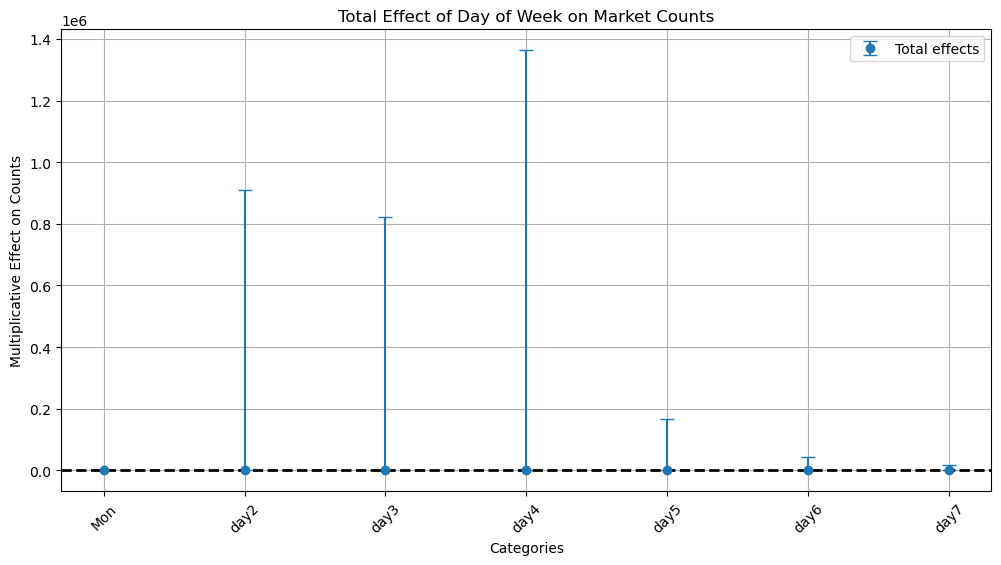 Total Effect of Day of Week on Market Counts
1e6
Total effects
1.4
1.2
1.0
0.8
0.6
0.4
0.2
0.0
Multiplicative Effect on Counts
Mon
day2
day3
day4
day5
day6
day7
Categories